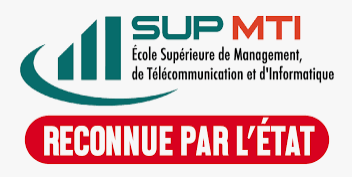 SUP MTI
École Supérieure de Management,
de Télécommunication et d'Informatique
RECONNUE PAR L'ÉTAT